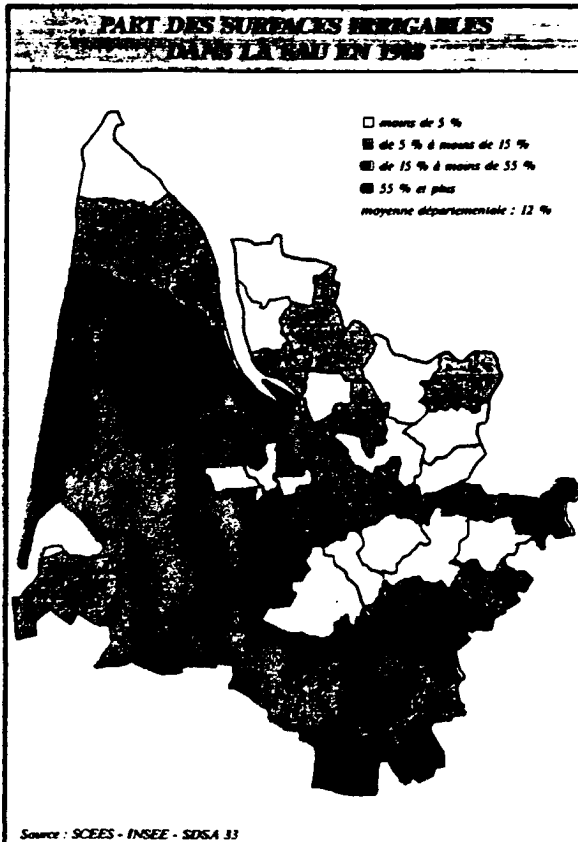 PART DES SURFACES IRRIGABLES
DANS LA SAU EN 1988
moins de 5 %
de 5 % à moins de 15 %
de 15 % à moins de 55 %
55 % et plus
moyenne départementale : 12 %
Source : SCEES - INSEE - SDSA 33